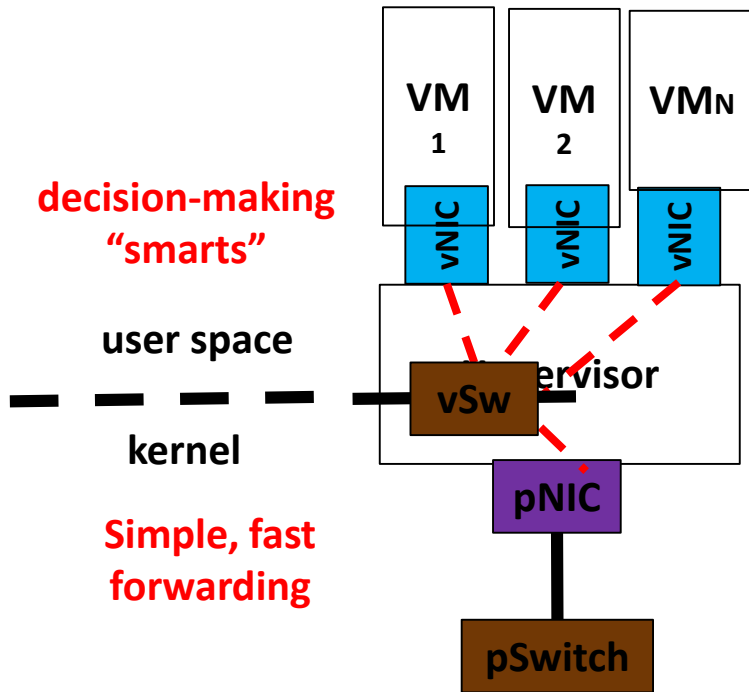 VM
1
VM
2
VMN
decision-making
“smarts”
vNIC
vNIC
vNIC
user space
ervisor
vSw
kernel
pNIC
Simple, fast
forwarding
pSwitch